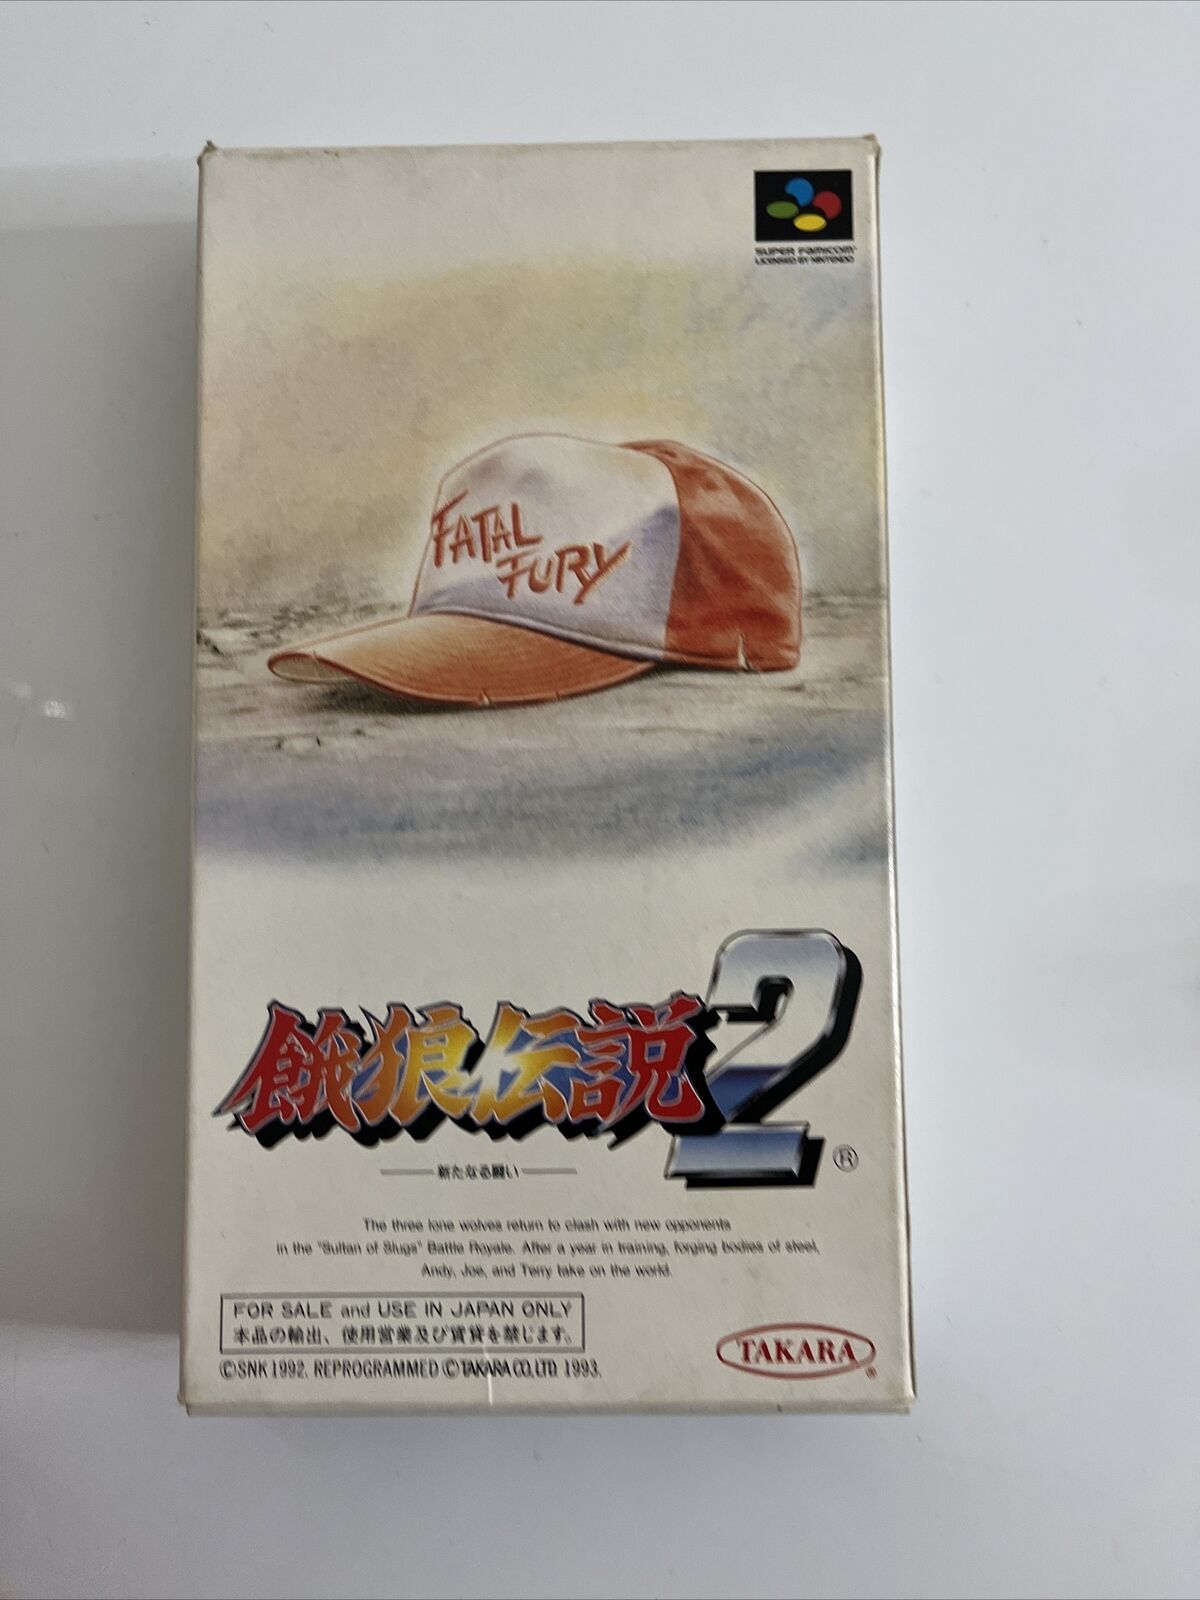 SUPER FAMICOM
LICENSED BY NINTENDO
FATAL
FURY
餓狼伝説2
®
新たなる闘い
The three lone wolves return to clash with new opponents
in the "Sultan of Slugs" Battle Royale. After a year in training, forging bodies of steel,
Andy, Joe, and Terry take on the world.
FOR SALE and USE IN JAPAN ONLY
本品の輸出、使用営業及び賃貸を禁じます。
©SNK 1992. REPROGRAMMED ©TAKARA CO.,LTD. 1993.
TAKARA®